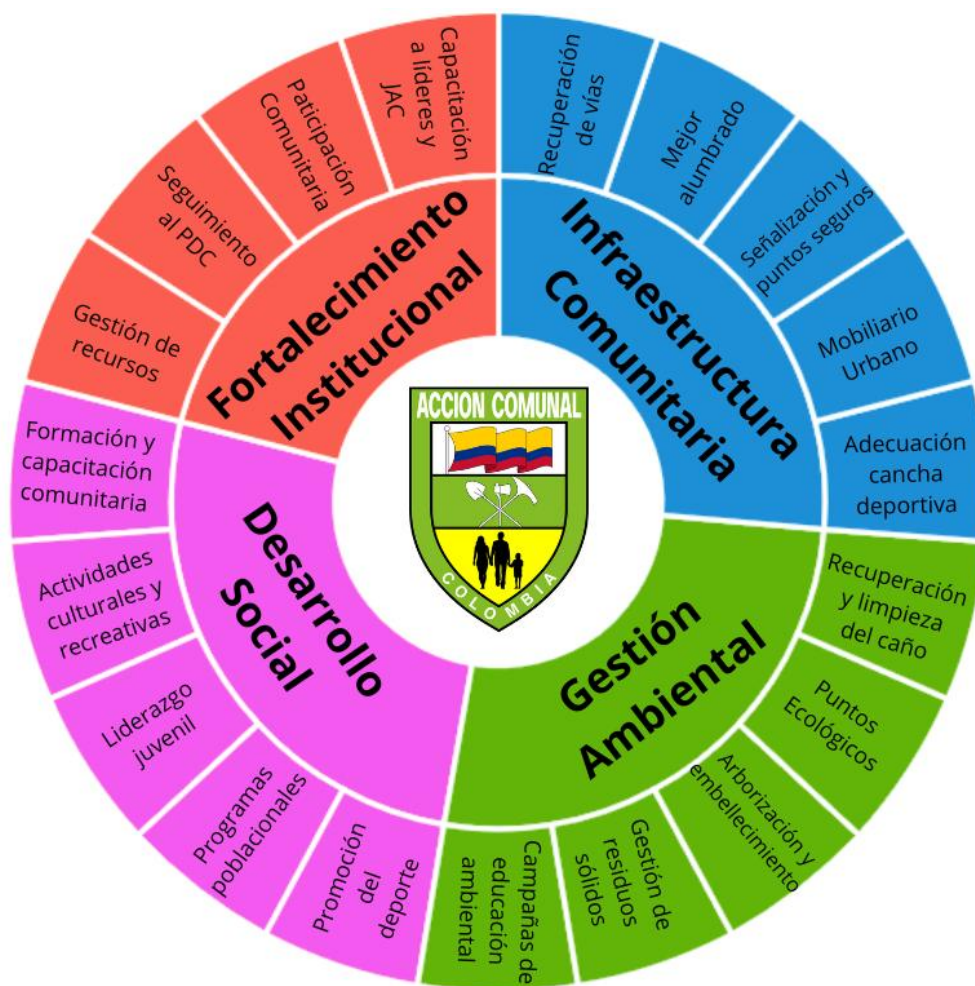 Capacitación
a líderes y
JAC
Paticipación
Comunitaria
Seguimiento
al PDC
Gestión de
recursos
Fortalecimiento
Institucional
Recuperación
de vías
Mejor
alumbrado
Señalización y
puntos seguros
Mobiliario
Urbano
Adecuación
cancha
deportiva
Infraestructura
Comunitaria
ACCION COMUNAL
COLOMBIA
Formación y
capacitación
comunitaria
Actividades
culturales y
recreativas
Liderazgo
juvenil
Programas
poblacionales
Promoción
del
deporte
Desarrollo
Social
Recuperación
y limpieza
del caño
Puntos
Ecológicos
Arborización y
embellecimiento
Gestión de
residuos
sólidos
Campañas de
educación
ambiental
Gestión
Ambiental